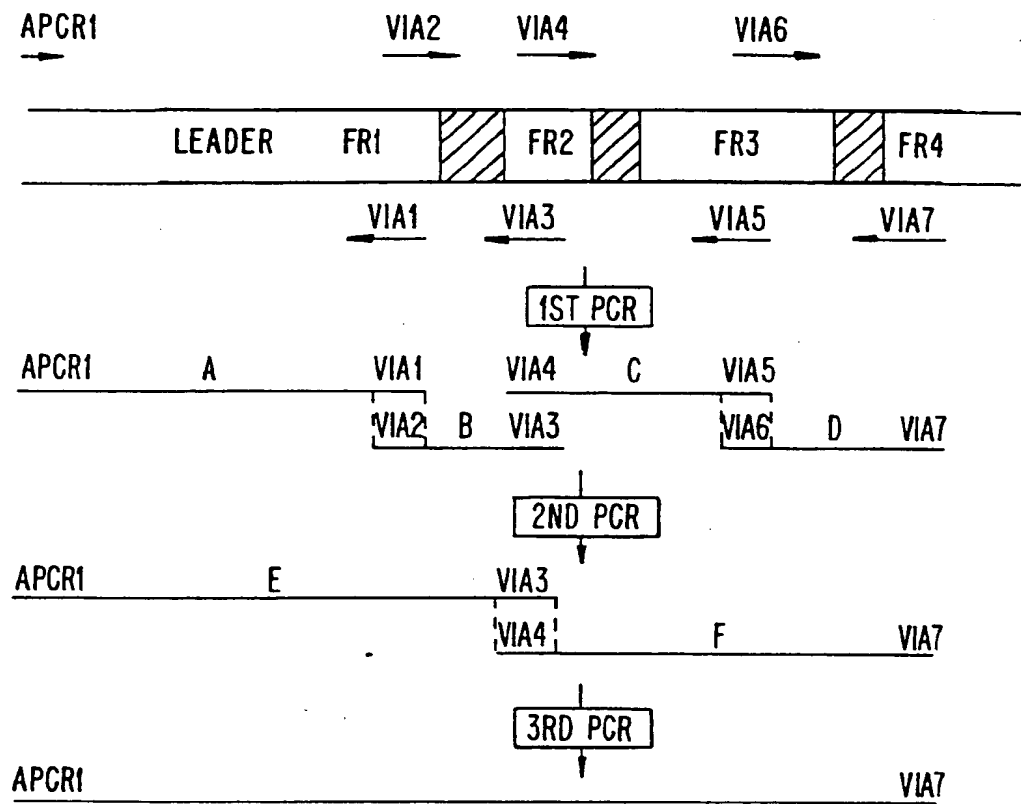 APCR1 VIA2 VIA4 VIA6
LEADER FR1 FR2 FR3 FR4
VIA1 VIA3 VIA5 VIA7
1ST PCR
APCR1 A VIA1 VIA4 C VIA5
VIA2 B VIA3 VIA6 D VIA7
2ND PCR
APCR1 E VIA3
VIA4 F VIA7
3RD PCR
APCR1 VIA7